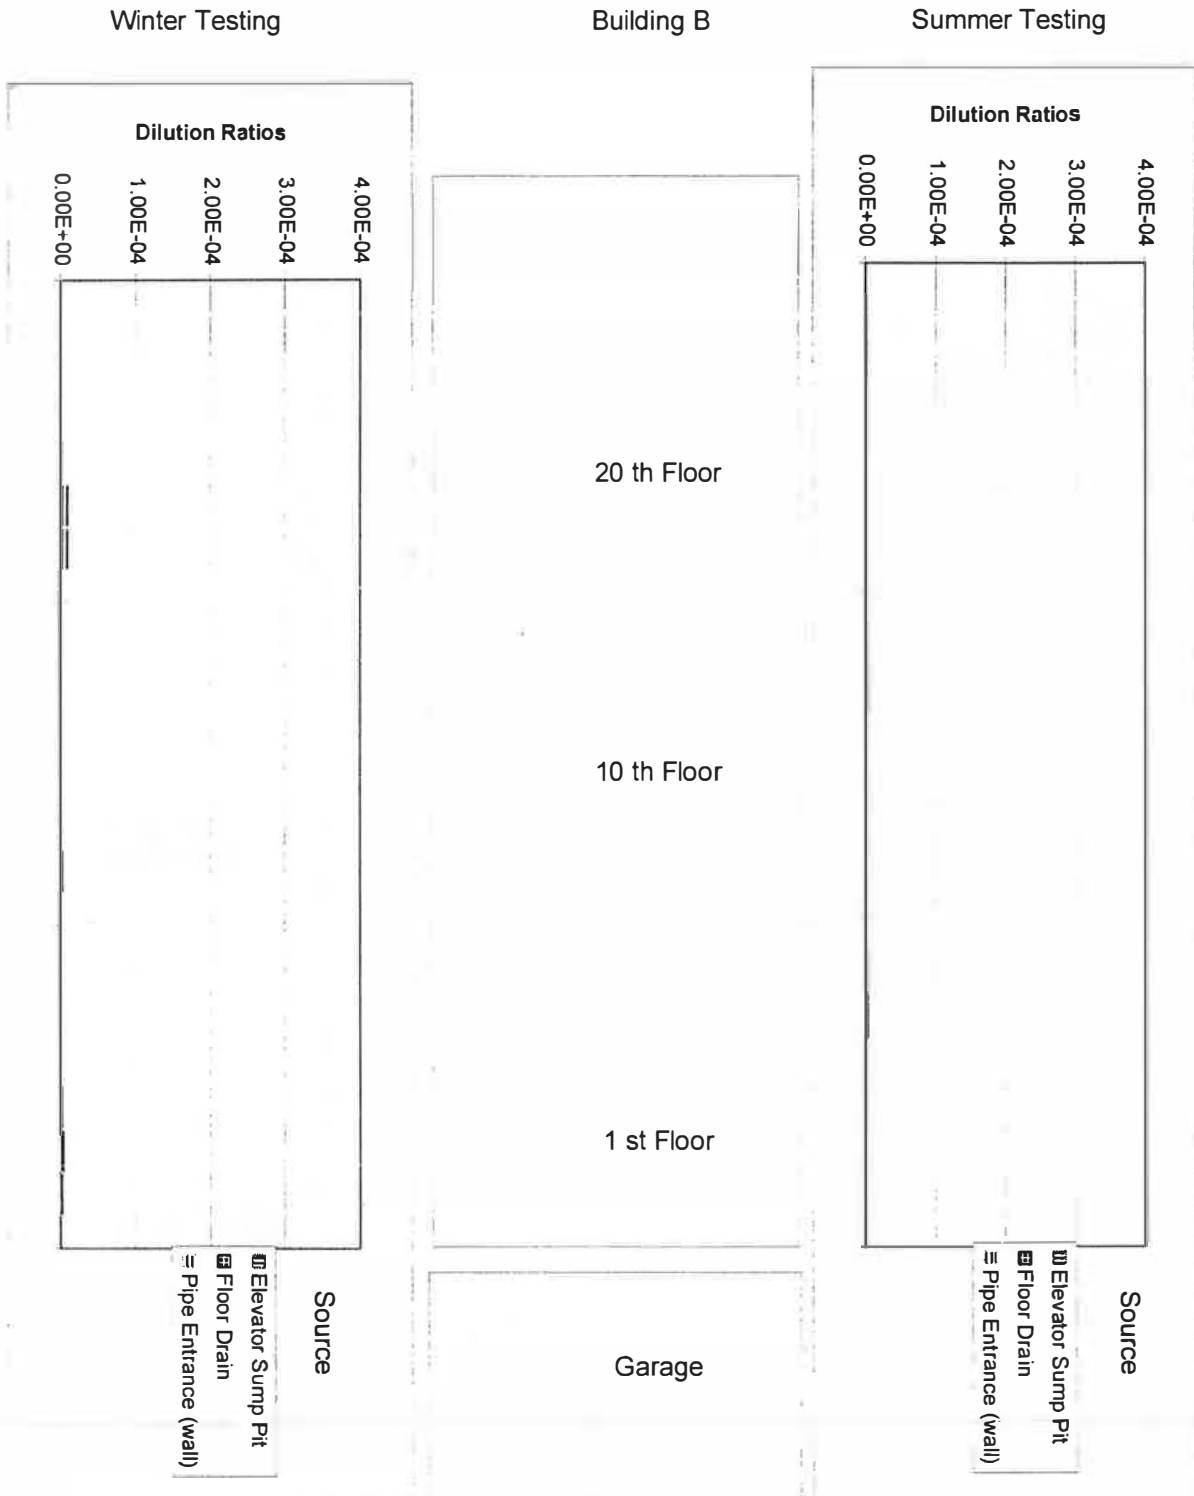 Winter Testing
Building B
Summer Testing
Dilution Ratios
0.00E+00
1.00E-04
2.00E-04
3.00E-04
4.00E-04
Source
Elevator Sump Pit
Floor Drain
Pipe Entrance (wall)
20 th Floor
10 th Floor
1 st Floor
Garage
Dilution Ratios
0.00E+00
1.00E-04
2.00E-04
3.00E-04
4.00E-04
Source
Elevator Sump Pit
Floor Drain
Pipe Entrance (wall)